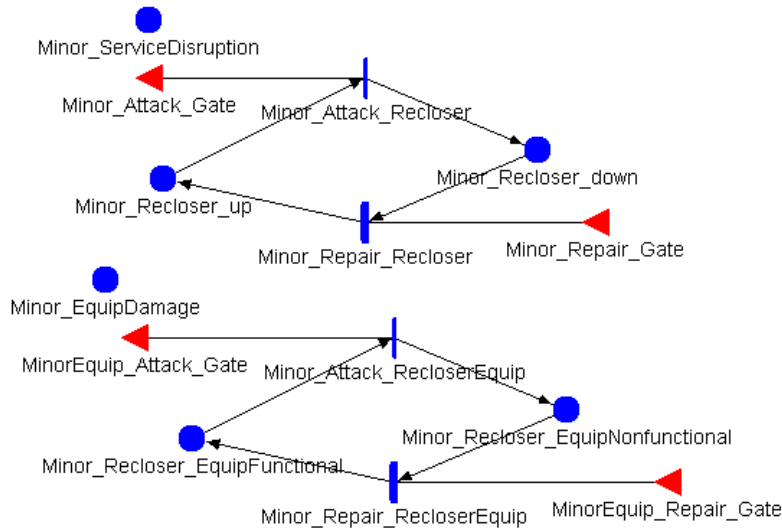 Minor_ServiceDisruption
Minor_Attack_Gate
Minor_Attack_Recloser
Minor_Recloser_down
Minor_Recloser_up
Minor_Repair_Recloser
Minor_Repair_Gate
Minor_EquipDamage
MinorEquip_Attack_Gate
Minor_Attack_RecloserEquip
Minor_Recloser_EquipNonfunctional
Minor_Recloser_EquipFunctional
Minor_Repair_RecloserEquip
MinorEquip_Repair_Gate